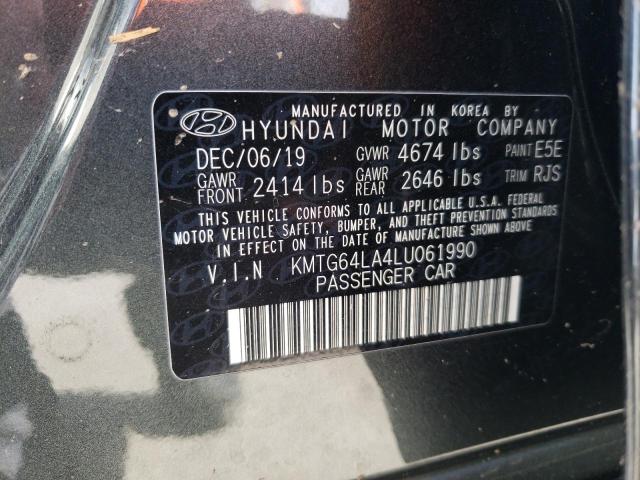 MANUFACTURED IN KOREA BY
HYUNDAI MOTOR COMPANY
DEC/06/19 GVWR 4674 lbs PAINT E5E
GAWR FRONT 2414 lbs GAWR REAR 2646 lbs TRIM RJS
THIS VEHICLE CONFORMS TO ALL APPLICABLE U.S.A. FEDERAL
MOTOR VEHICLE SAFETY, BUMPER, AND THEFT PREVENTION STANDARDS
IN EFFECT ON THE DATE OF MANUFACTURE SHOWN ABOVE.
V.I.N KMTG64LA4LU061990
PASSENGER CAR